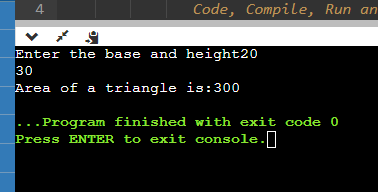 4 Code, Compile, Run an
Enter the base and height20
30
Area of a triangle is:300
...Program finished with exit code 0
Press ENTER to exit console.